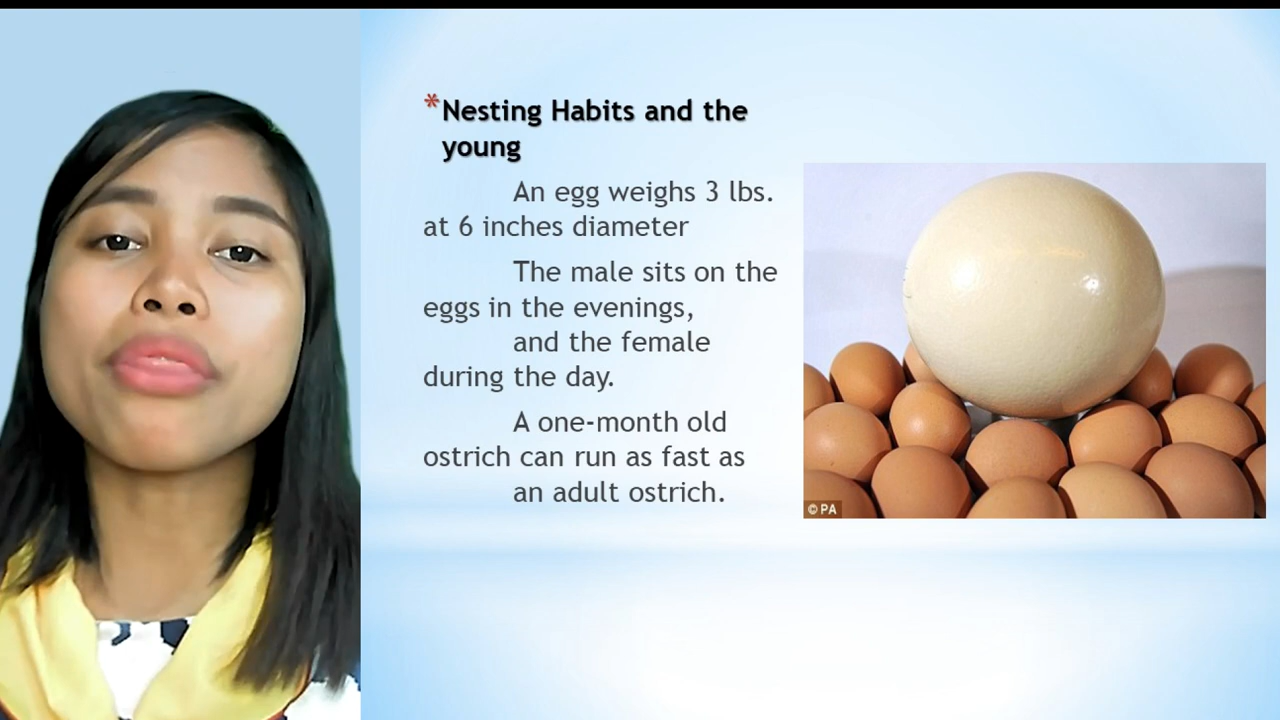 *Nesting Habits and the
young
An egg weighs 3 lbs.
at 6 inches diameter
The male sits on the
eggs in the evenings,
and the female
during the day.
A one-month old
ostrich can run as fast as
an adult ostrich.
© PA